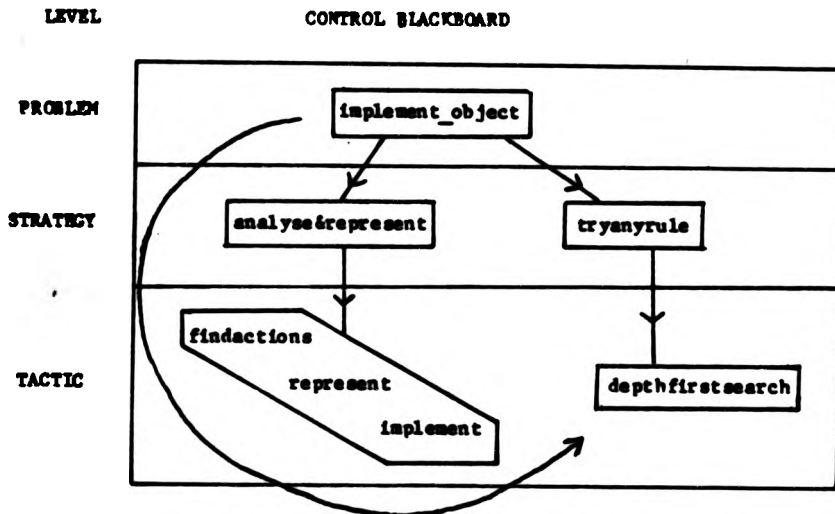 LEVEL CONTROL BLACKBOARD
PROBLEM implement_object
STRATEGY analyse&represent tryanyrule
findactions
TACTIC represent depthfirstsearch
implement